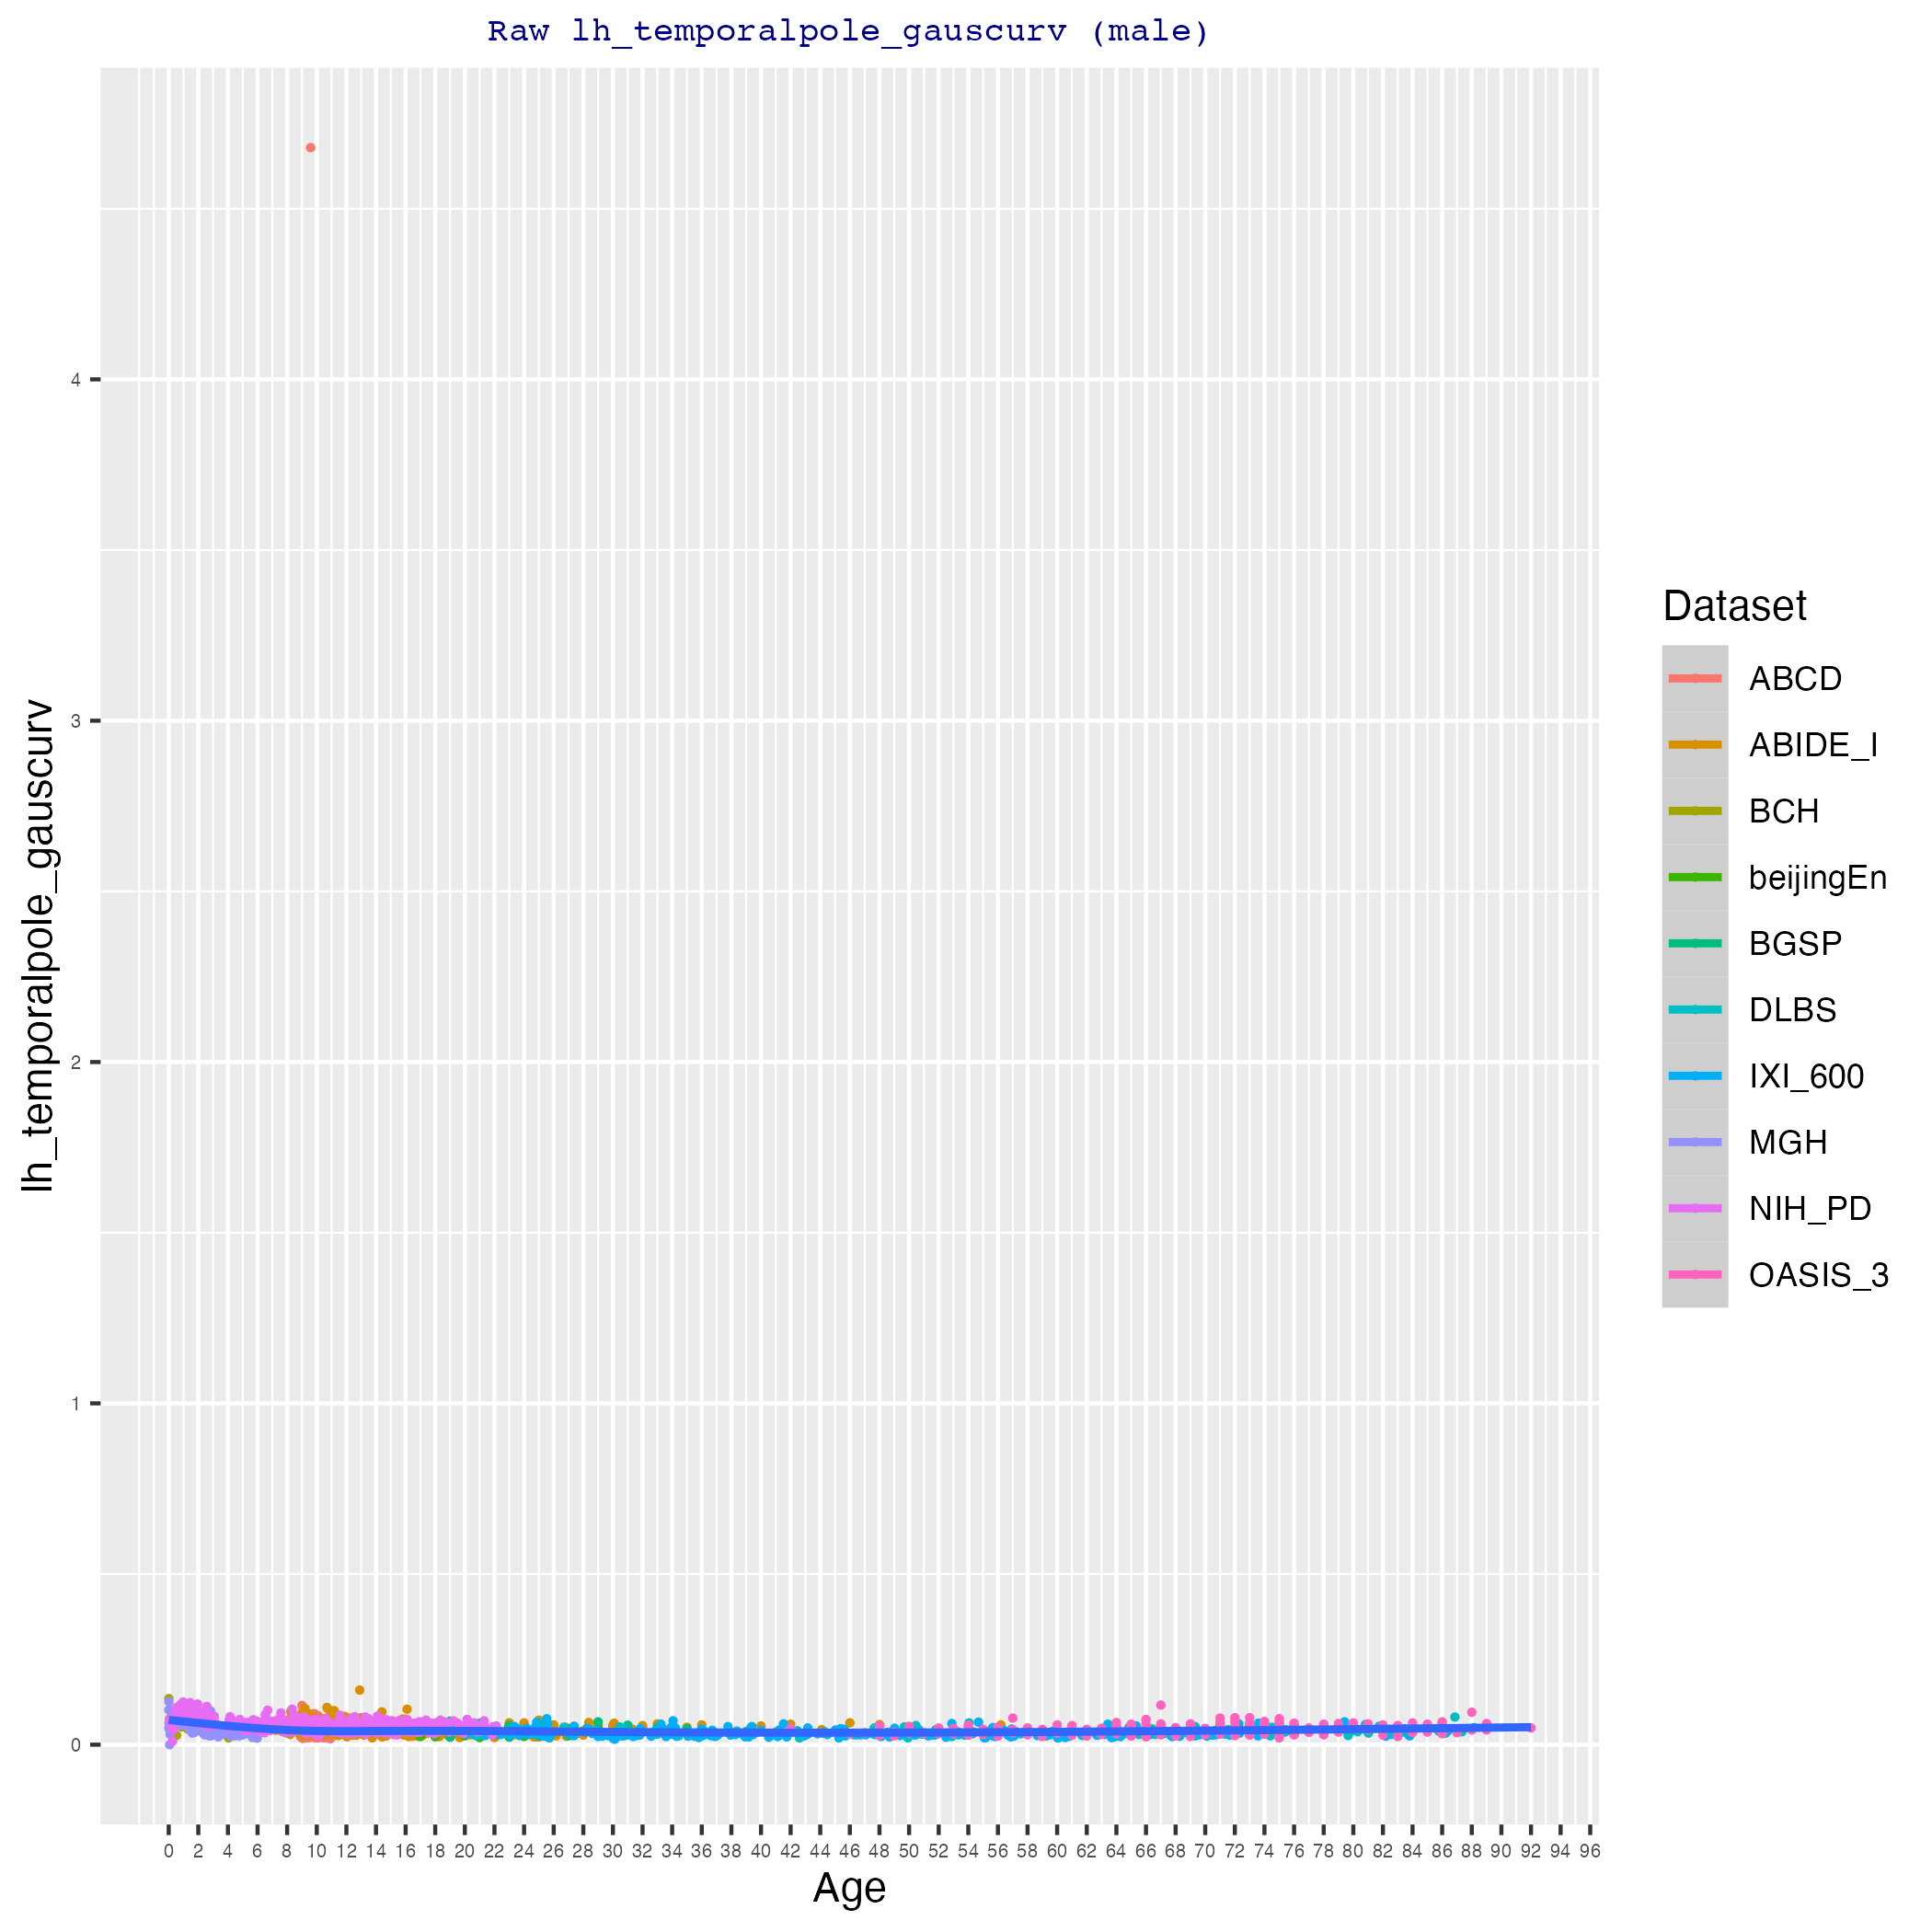 Raw lh_temporalpole_gauscurv (male)
lh_temporalpole_gauscurv
4
3
2
1
0
0 2 4 6 8 10 12 14 16 18 20 22 24 26 28 30 32 34 36 38 40 42 44 46 48 50 52 54 56 58 60 62 64 66 68 70 72 74 76 78 80 82 84 86 88 90 92 94 96
Age
Dataset
ABCD
ABIDE_I
BCH
beijingEn
BGSP
DLBS
IXI_600
MGH
NIH_PD
OASIS_3